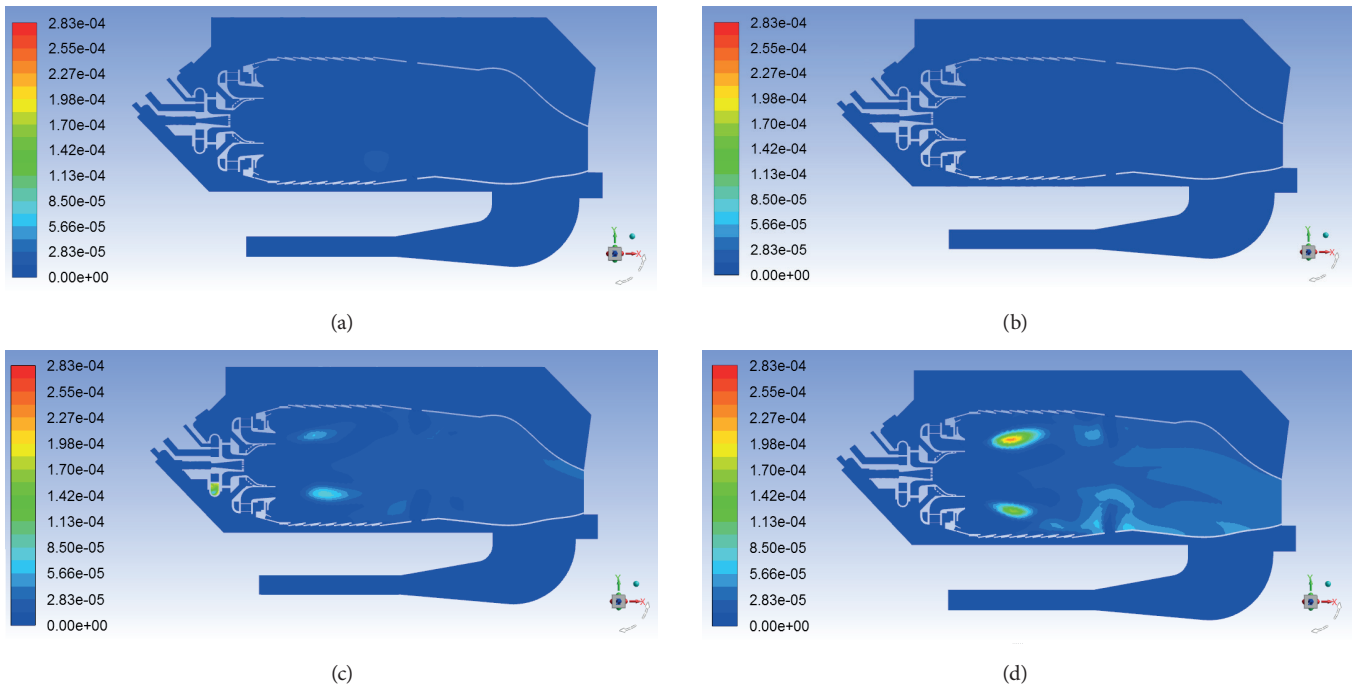 2.83e-04
2.55e-04
2.27e-04
1.98e-04
1.70e-04
1.42e-04
1.13e-04
8.50e-05
5.66e-05
2.83e-05
0.00e+00
Y
X
(a)
2.83e-04
2.55e-04
2.27e-04
1.98e-04
1.70e-04
1.42e-04
1.13e-04
8.50e-05
5.66e-05
2.83e-05
0.00e+00
Y
X
(b)
2.83e-04
2.55e-04
2.27e-04
1.98e-04
1.70e-04
1.42e-04
1.13e-04
8.50e-05
5.66e-05
2.83e-05
0.00e+00
Y
X
(c)
2.83e-04
2.55e-04
2.27e-04
1.98e-04
1.70e-04
1.42e-04
1.13e-04
8.50e-05
5.66e-05
2.83e-05
0.00e+00
Y
X
(d)